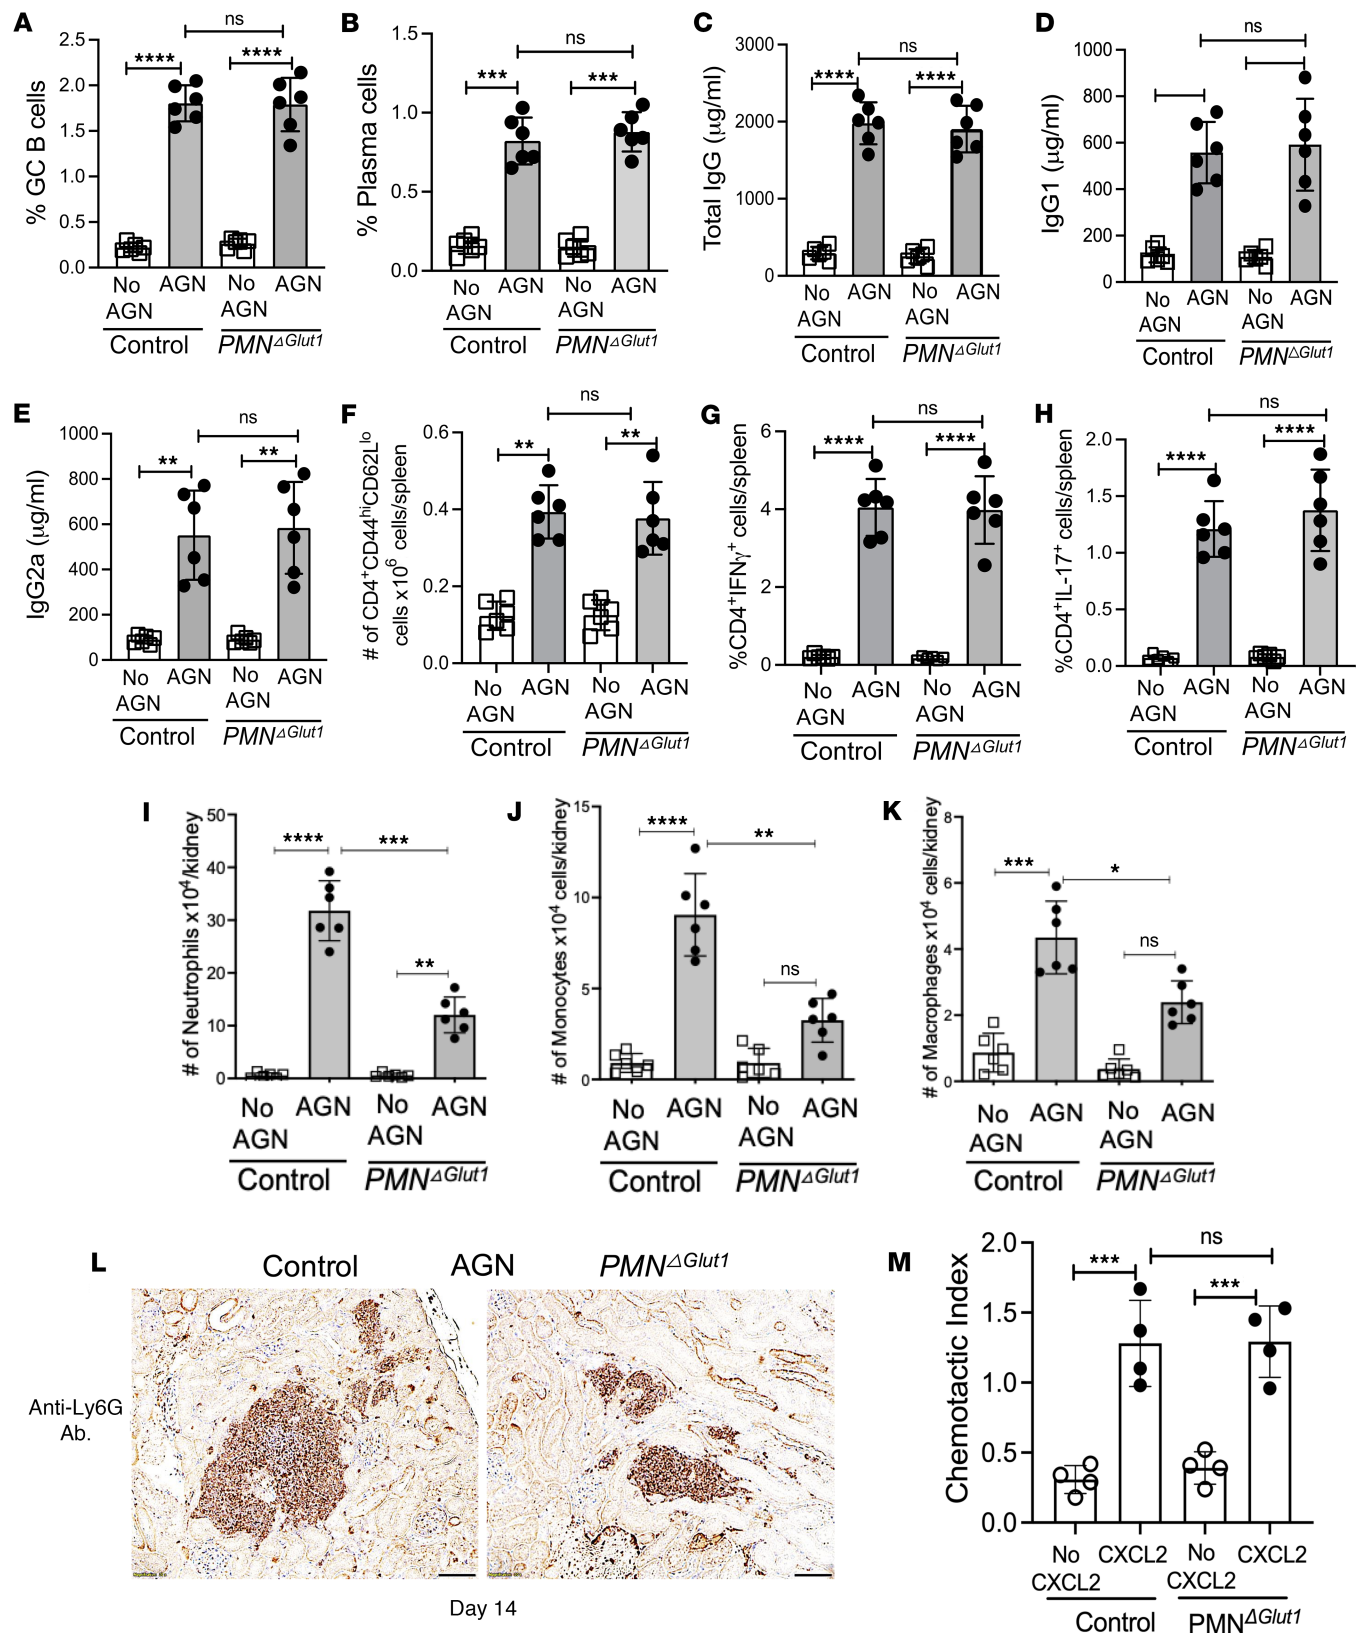 A
% GC B cells
2.5
2.0
1.5
1.0
0.5
0.0
ns
****
****
No
AGN
AGN
No
AGN
AGN
Control
PMNΔGlut1
B
% Plasma cells
1.5
1.0
0.5
0.0
ns
***
***
No
AGN
AGN
No
AGN
AGN
Control
PMNΔGlut1
C
Total IgG (μg/ml)
3000
2000
1000
0
ns
****
****
No
AGN
AGN
No
AGN
AGN
Control
PMNΔGlut1
D
IgG1 (μg/ml)
1000
800
600
400
200
0
ns
No
AGN
AGN
No
AGN
AGN
Control
PMNΔGlut1
E
IgG2a (μg/ml)
1000
800
600
400
200
0
ns
**
**
No
AGN
AGN
No
AGN
AGN
Control
PMNΔGlut1
F
# of CD4+CD44hiCD62Llo
cells x10⁶ cells/spleen
0.6
0.4
0.2
0.0
ns
**
**
No
AGN
AGN
No
AGN
AGN
Control
PMNΔGlut1
G
%CD4+IFNγ+ cells/spleen
6
4
2
0
ns
****
****
No
AGN
AGN
No
AGN
AGN
Control
PMNΔGlut1
H
%CD4+IL-17+ cells/spleen
2.0
1.5
1.0
0.5
0.0
ns
****
****
No
AGN
AGN
No
AGN
AGN
Control
PMNΔGlut1
I
# of Neutrophils x10⁴/kidney
50
40
30
20
10
0
****
***
**
No
AGN
AGN
No
AGN
AGN
Control
PMNΔGlut1
J
# of Monocytes x10⁴ cells/kidney
15
10
5
0
****
**
ns
No
AGN
AGN
No
AGN
AGN
Control
PMNΔGlut1
K
# of Macrophages x10⁴ cells/kidney
8
6
4
2
0
***
*
ns
No
AGN
AGN
No
AGN
AGN
Control
PMNΔGlut1
L
Control
AGN
PMNΔGlut1
Anti-Ly6G
Ab.
Day 14
M
Chemotactic Index
2.0
1.5
1.0
0.5
0.0
ns
***
***
No
CXCL2
CXCL2
No
CXCL2
CXCL2
Control
PMNΔGlut1